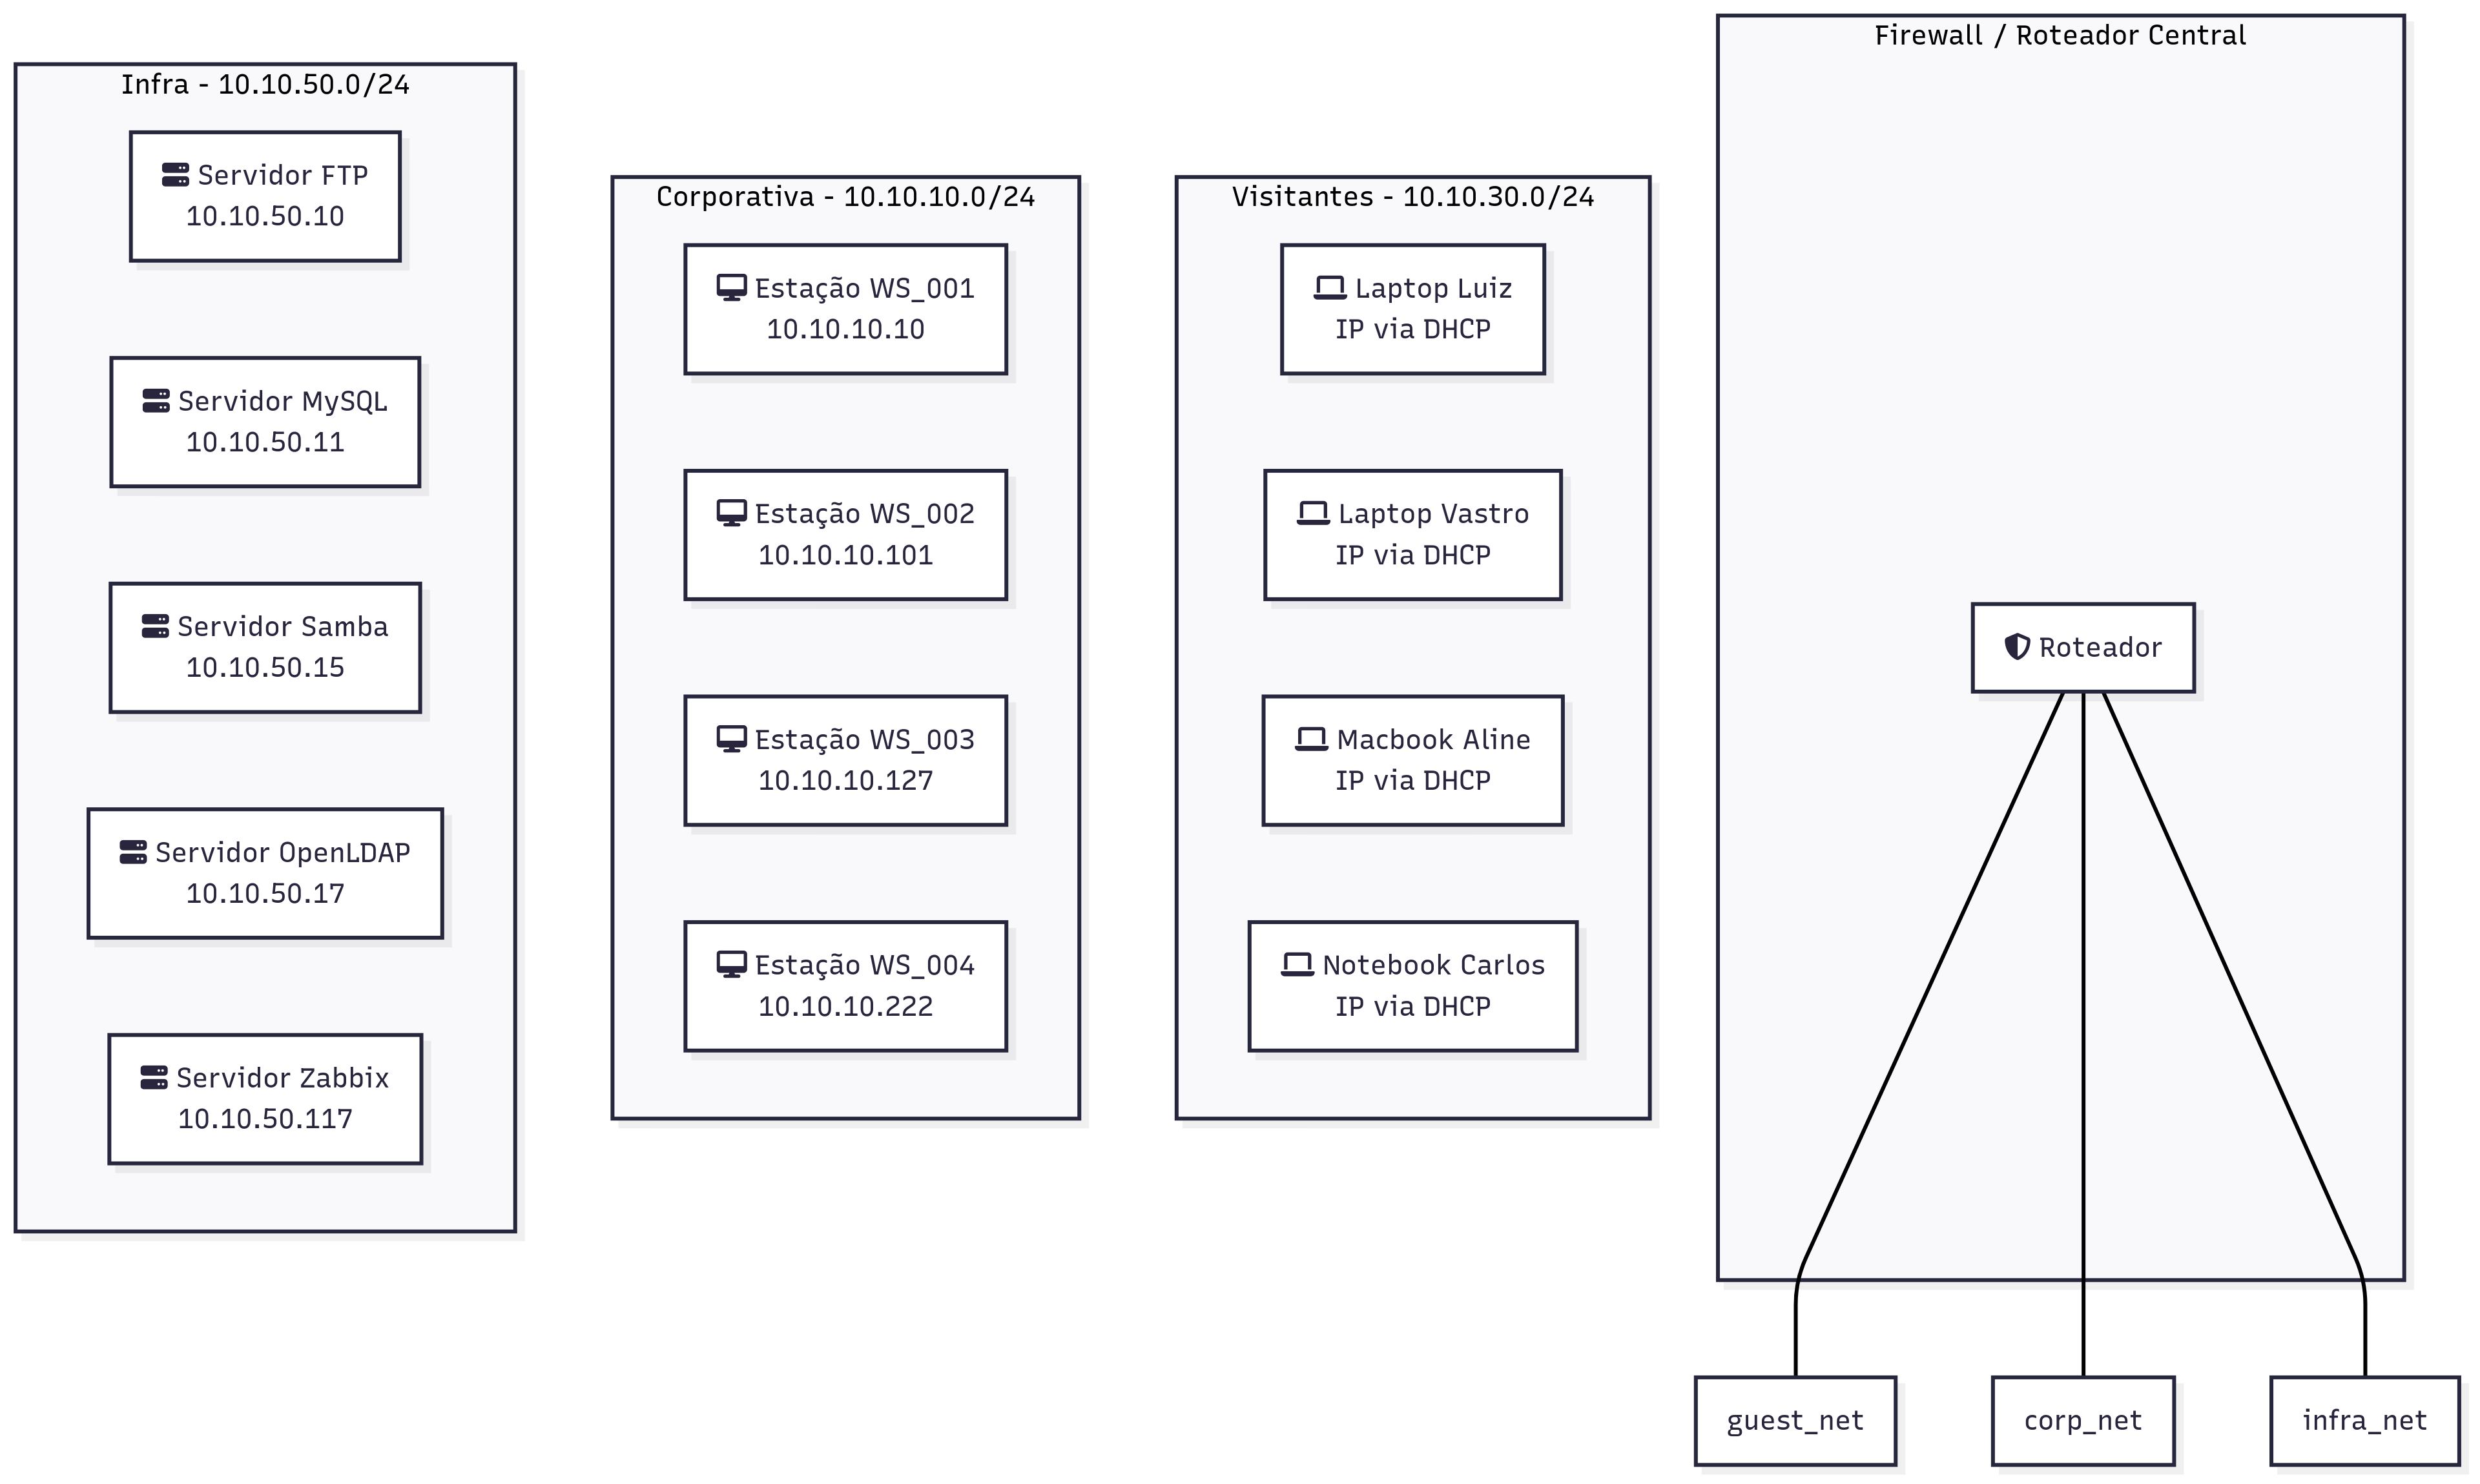 Infra - 10.10.50.0/24
Servidor FTP
10.10.50.10
Servidor MySQL
10.10.50.11
Servidor Samba
10.10.50.15
Servidor OpenLDAP
10.10.50.17
Servidor Zabbix
10.10.50.117
Corporativa - 10.10.10.0/24
Estação WS_001
10.10.10.10
Estação WS_002
10.10.10.101
Estação WS_003
10.10.10.127
Estação WS_004
10.10.10.222
Visitantes - 10.10.30.0/24
Laptop Luiz
IP via DHCP
Laptop Vastro
IP via DHCP
Macbook Aline
IP via DHCP
Notebook Carlos
IP via DHCP
Firewall / Roteador Central
Roteador
guest_net
corp_net
infra_net